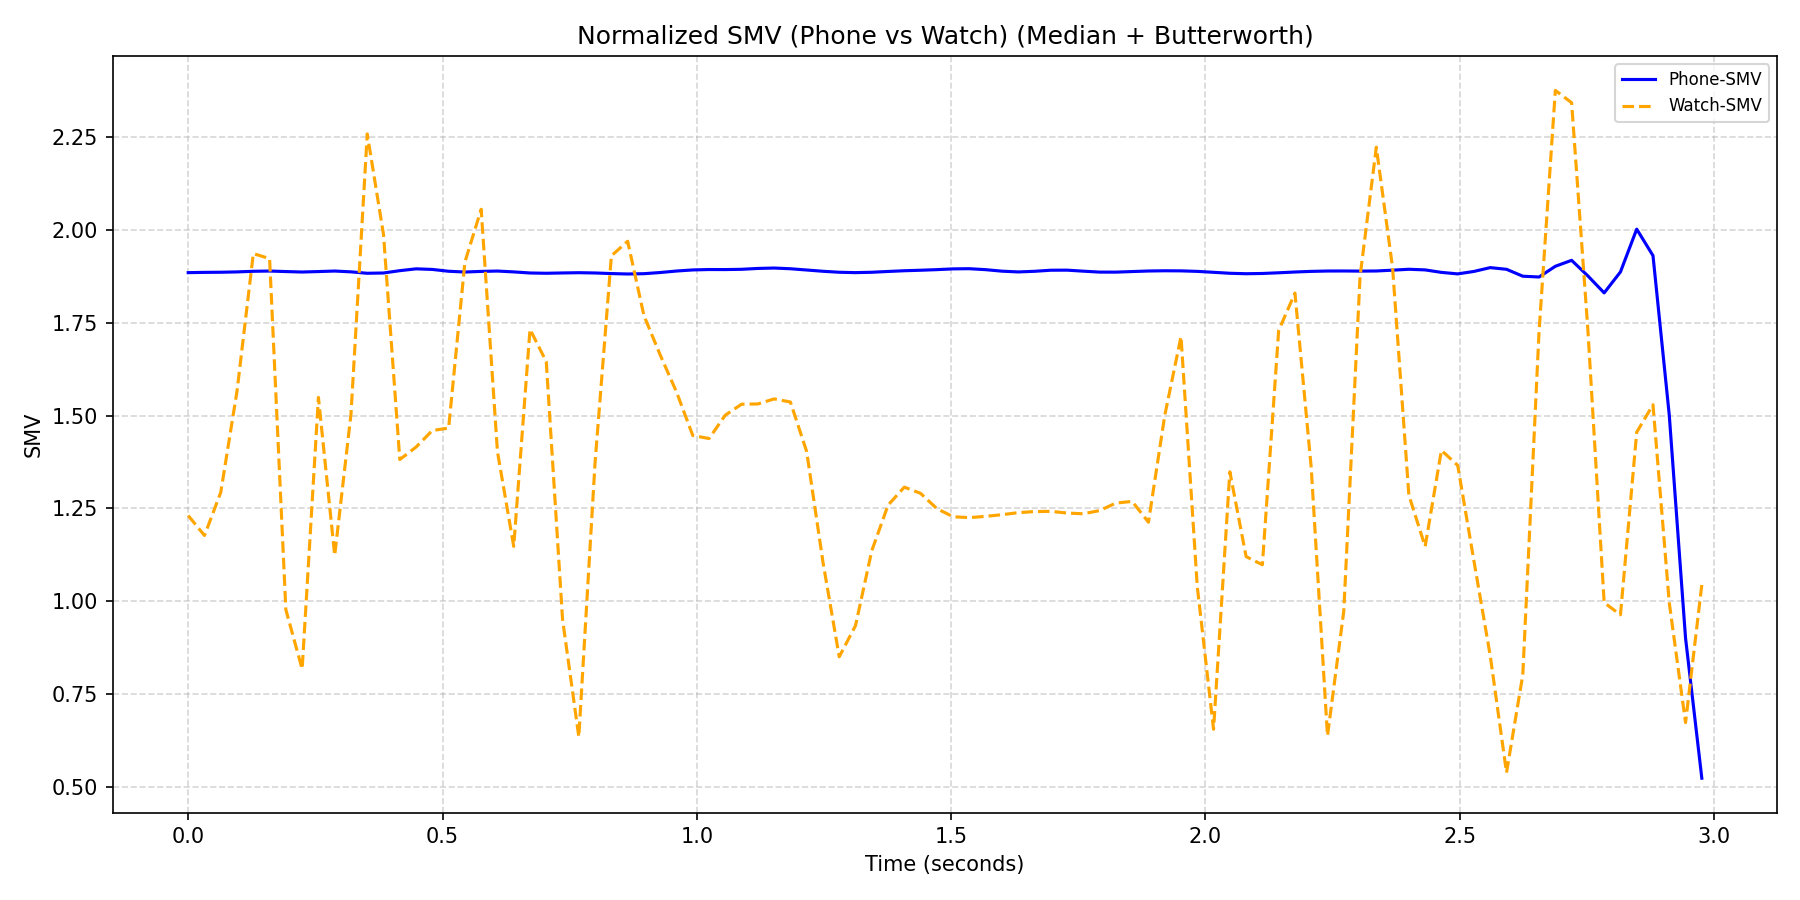 Normalized SMV (Phone vs Watch) (Median + Butterworth)
Phone-SMV
Watch-SMV
2.25
2.00
1.75
1.50
1.25
1.00
0.75
0.50
SMV
0.0 0.5 1.0 1.5 2.0 2.5 3.0
Time (seconds)